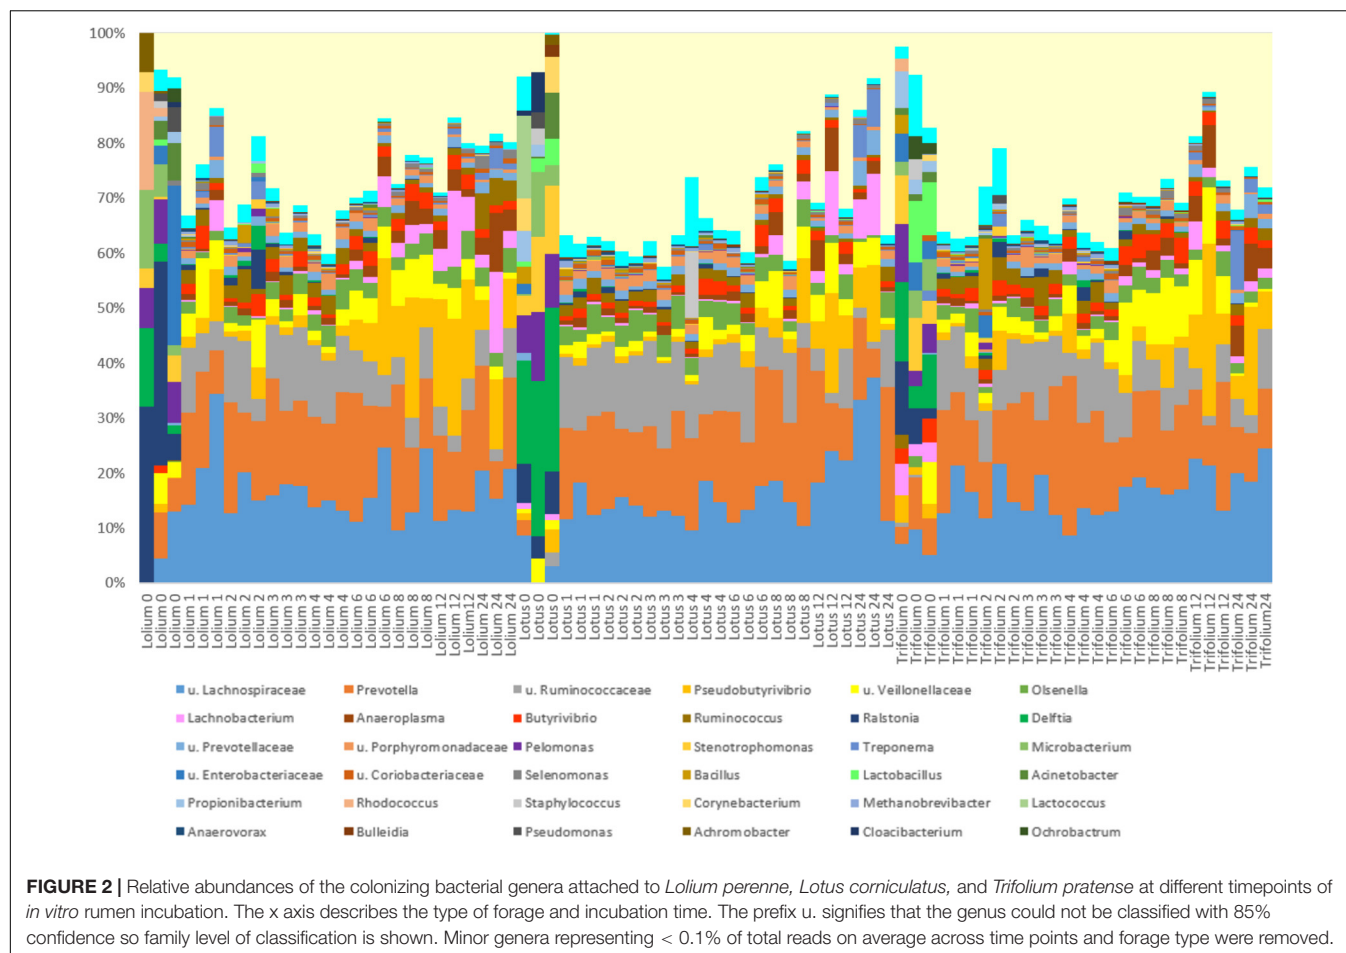 100%
90%
80%
70%
60%
50%
40%
30%
20%
10%
0%
Lolium 0
Lolium 0
Lolium 0
Lolium 1
Lolium 1
Lolium 1
Lolium 2
Lolium 2
Lolium 2
Lolium 3
Lolium 3
Lolium 3
Lolium 4
Lolium 4
Lolium 4
Lolium 6
Lolium 6
Lolium 6
Lolium 8
Lolium 8
Lolium 8
Lolium 12
Lolium 12
Lolium12
Lolium 24
Lolium 24
Lolium 24
Lotus 0
Lotus 0
Lotus 0
Lotus 1
Lotus 1
Lotus 1
Lotus 2
Lotus 2
Lotus 2
Lotus 3
Lotus 3
Lotus 3
Lotus 4
Lotus 4
Lotus 4
Lotus 6
Lotus 6
Lotus 6
Lotus 8
Lotus 8
Lotus 8
Lotus 12
Lotus 12
Lotus 12
Lotus 24
Lotus 24
Lotus 24
Trifolium 0
Trifolium 0
Trifolium 0
Trifolium 1
Trifolium 1
Trifolium 1
Trifolium 2
Trifolium 2
Trifolium 2
Trifolium 3
Trifolium 3
Trifolium 3
Trifolium 4
Trifolium 4
Trifolium 4
Trifolium 6
Trifolium 6
Trifolium 6
Trifolium 8
Trifolium 8
Trifolium 8
Trifolium 12
Trifolium 12
Trifolium 12
Trifolium 24
Trifolium 24
Trifolium24
u. Lachnospiraceae Prevotella u. Ruminococcaceae Pseudobutyrivibrio u. Veillonellaceae Olsenella
Lachnobacterium Anaeroplasma Butyrivibrio Ruminococcus Ralstonia Delftia
u. Prevotellaceae u. Porphyromonadaceae Pelomonas Stenotrophomonas Treponema Microbacterium
u. Enterobacteriaceae u. Coriobacteriaceae Selenomonas Bacillus Lactobacillus Acinetobacter
Propionibacterium Rhodococcus Staphylococcus Corynebacterium Methanobrevibacter Lactococcus
Anaerovorax Bulleidia Pseudomonas Achromobacter Cloacibacterium Ochrobactrum
FIGURE 2 | Relative abundances of the colonizing bacterial genera attached to Lolium perenne, Lotus corniculatus, and Trifolium pratense at different timepoints of
in vitro rumen incubation. The x axis describes the type of forage and incubation time. The prefix u. signifies that the genus could not be classified with 85%
confidence so family level of classification is shown. Minor genera representing < 0.1% of total reads on average across time points and forage type were removed.